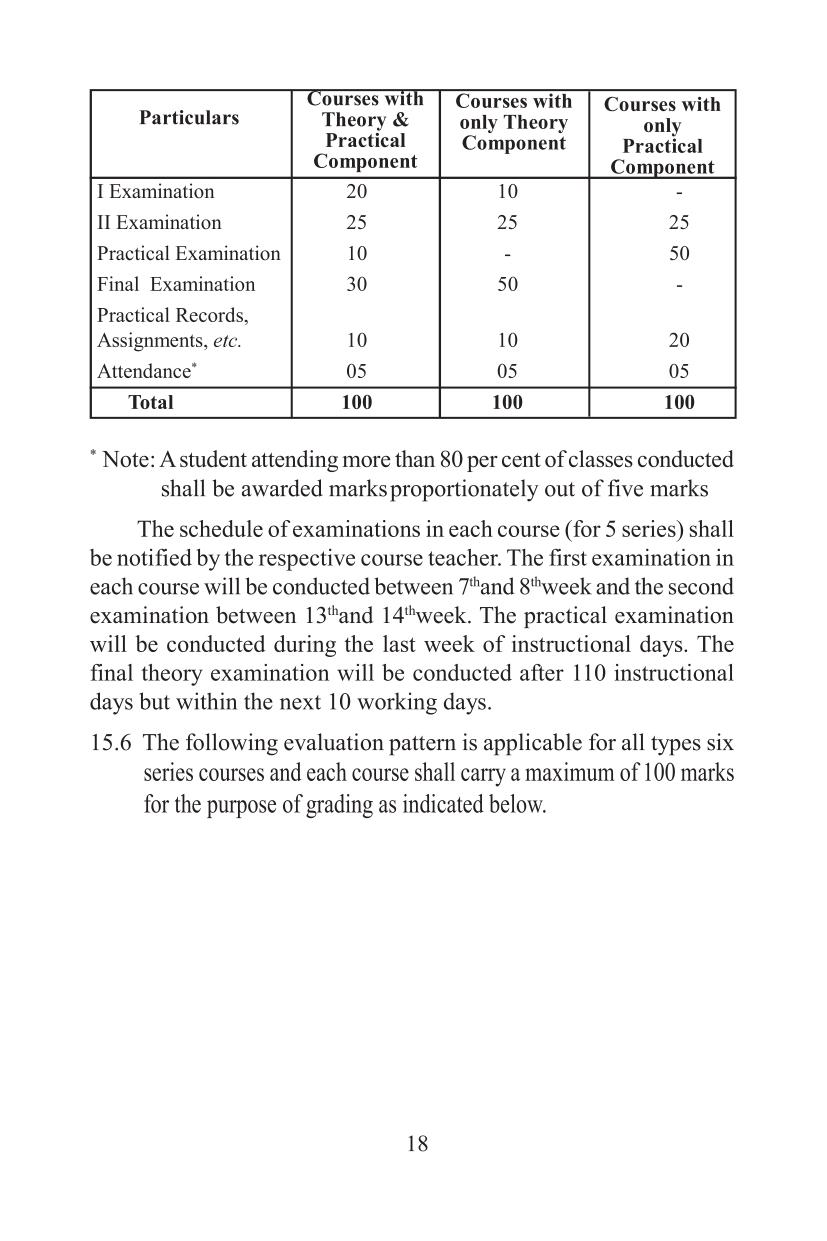 Particulars Courses with Theory & Practical Component Courses with only Theory Component Courses with only Practical Component
I Examination 20 10 -
II Examination 25 25 25
Practical Examination 10 - 50
Final Examination 30 50 -
Practical Records,
Assignments, etc. 10 10 20
Attendance* 05 05 05
Total 100 100 100
* Note: A student attending more than 80 per cent of classes conducted
shall be awarded marks proportionately out of five marks
The schedule of examinations in each course (for 5 series) shall
be notified by the respective course teacher. The first examination in
each course will be conducted between 7th and 8th week and the second
examination between 13th and 14th week. The practical examination
will be conducted during the last week of instructional days. The
final theory examination will be conducted after 110 instructional
days but within the next 10 working days.
15.6 The following evaluation pattern is applicable for all types six
series courses and each course shall carry a maximum of 100 marks
for the purpose of grading as indicated below.
18